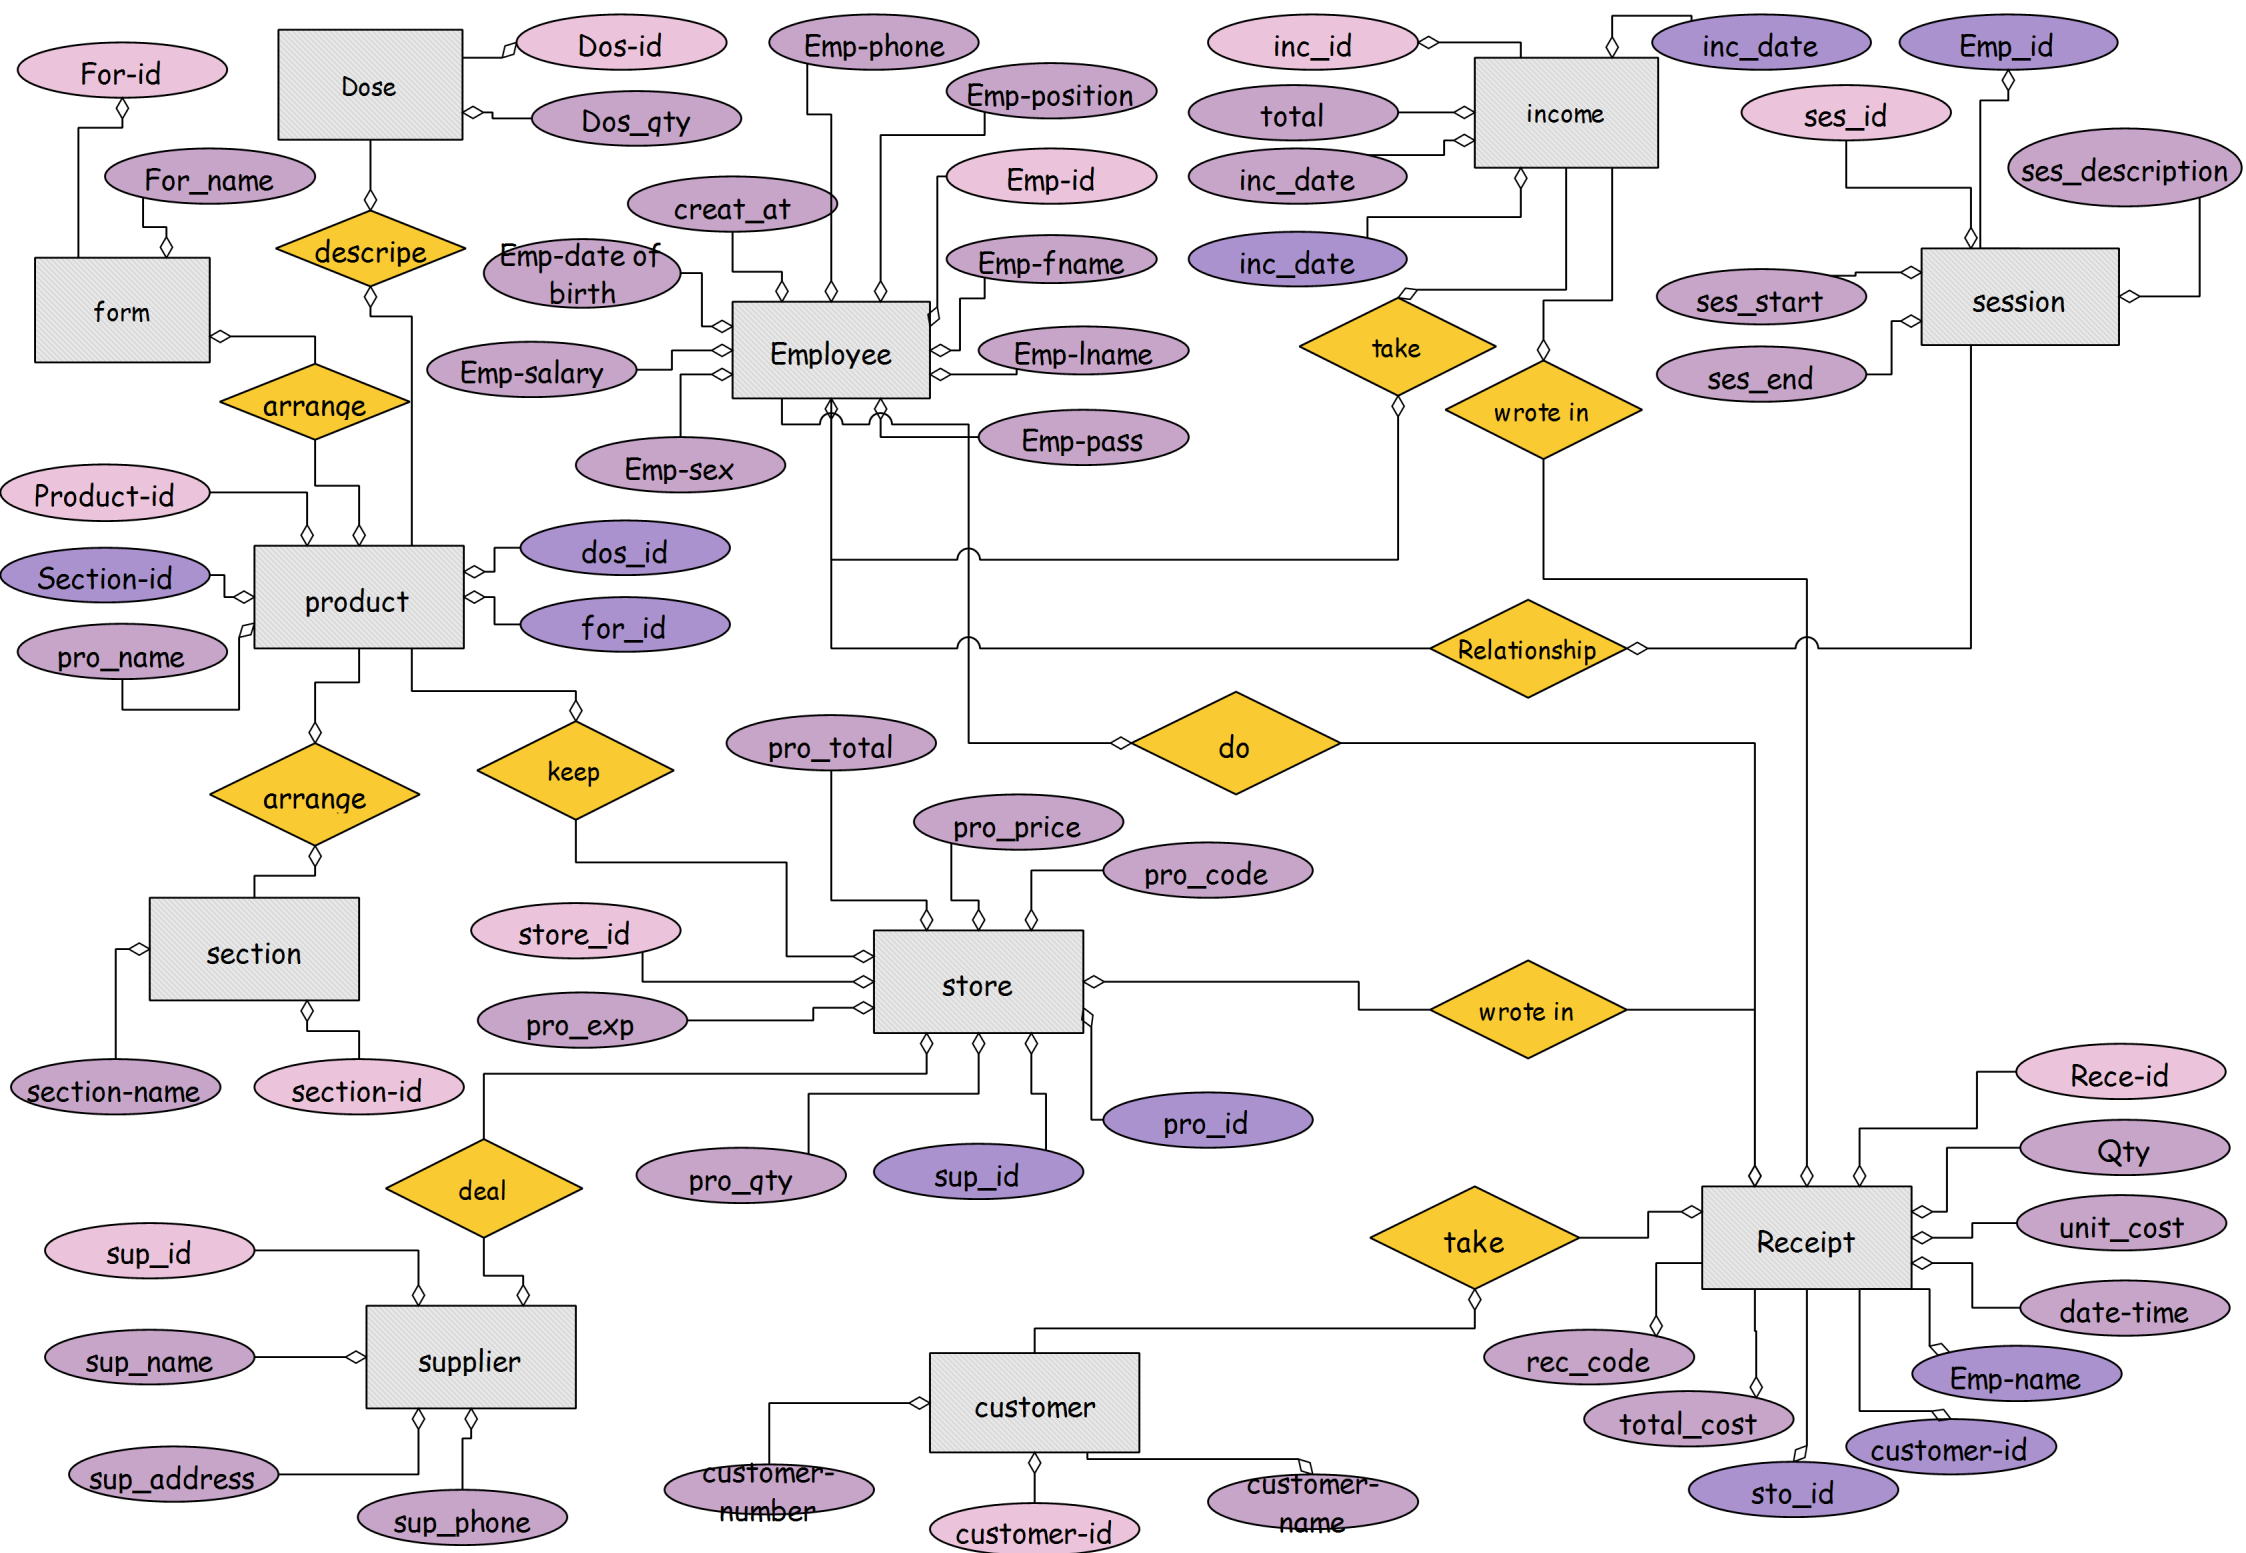 For-id
Dose
Dos-id
Dos_qty
Emp-phone
Emp-position
inc_id
inc_date
Emp_id
total
income
ses_id
inc_date
ses_description
For_name
creat_at
Emp-id
descripe
Emp-date of
birth
Emp-fname
inc_date
form
ses_start
session
Employee
Emp-lname
take
Emp-salary
ses_end
arrange
wrote in
Emp-sex
Emp-pass
Product-id
Section-id
dos_id
product
pro_name
for_id
Relationship
pro_total
do
keep
arrange
pro_price
pro_code
section
store_id
store
pro_exp
wrote in
section-name
section-id
Rece-id
pro_id
Qty
pro_qty
sup_id
deal
unit_cost
sup_id
take
Receipt
date-time
sup_name
supplier
rec_code
Emp-name
customer
total_cost
customer-id
sup_address
customer-
number
customer-
name
sto_id
sup_phone
customer-id